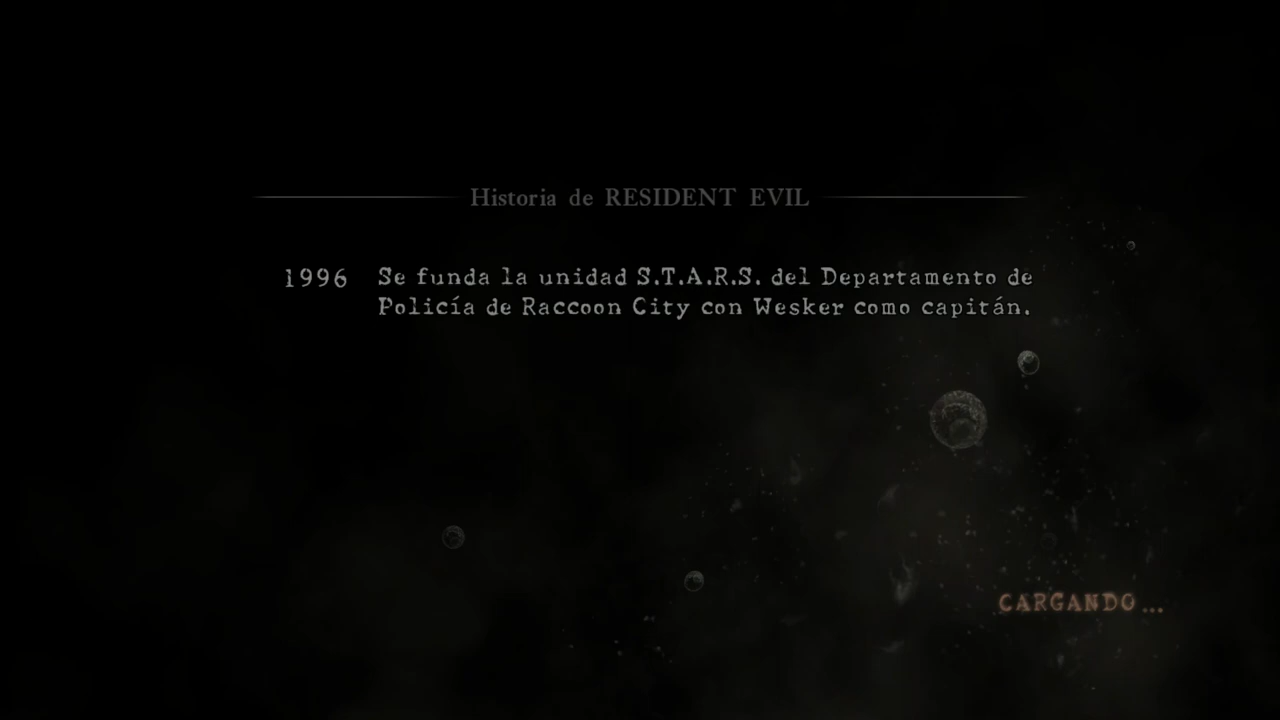 Historia de RESIDENT EVIL
1996 Se funda la unidad S.T.A.R.S. del Departamento de
Policía de Raccoon City con Wesker como capitán.
CARGANDO...